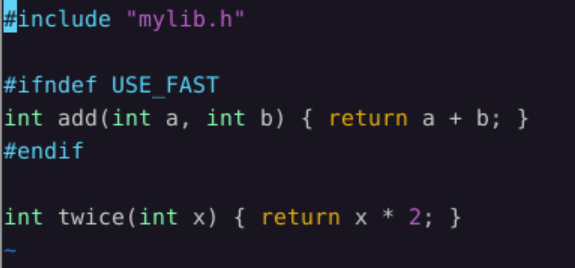 #include "mylib.h"

#ifndef USE_FAST
int add(int a, int b) { return a + b; }
#endif

int twice(int x) { return x * 2; }
~